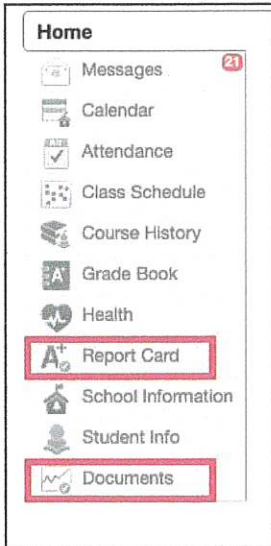 Home
Messages 21
Calendar
Attendance
Class Schedule
Course History
Grade Book
Health
A+ Report Card
School Information
Student Info
Documents